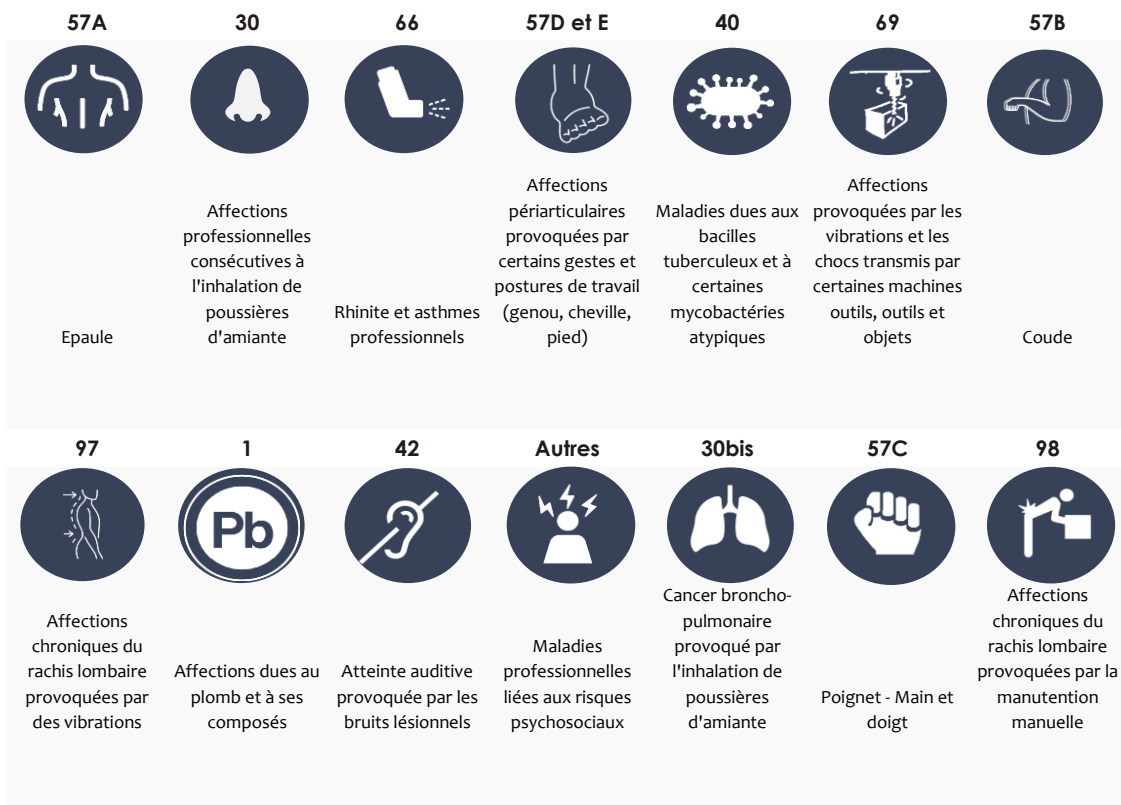 57A
30
66
57D et E
40
69
57B
Epaule
Affections
professionnelles
consécutives à
l'inhalation de
poussières
d'amiante
Rhinite et asthmes
professionnels
Affections
périarticulaires
provoquées par
certains gestes et
postures de travail
(genou, cheville,
pied)
Maladies dues aux
bacilles
tuberculeux et à
certaines
mycobactéries
atypiques
Affections
provoquées par les
vibrations et les
chocs transmis par
certaines machines
outils, outils et
objets
Coude
97
1
42
Autres
30bis
57C
98
Pb
Affections
chroniques du
rachis lombaire
provoquées par
des vibrations
Affections dues au
plomb et à ses
composés
Atteinte auditive
provoquée par les
bruits lésionnels
Maladies
professionnelles
liées aux risques
psychosociaux
Cancer broncho-
pulmonaire
provoqué par
l'inhalation de
poussières
d'amiante
Poignet - Main et
doigt
Affections
chroniques du
rachis lombaire
provoquées par la
manutention
manuelle